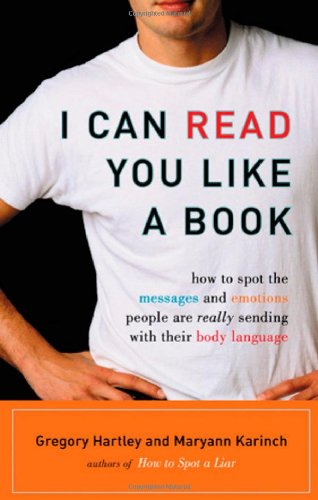 I CAN READ
YOU LIKE
A BOOK
how to spot the
messages and emotions
people are really sending
with their body language
Gregory Hartley and Maryann Karinch
authors of How to Spot a Liar